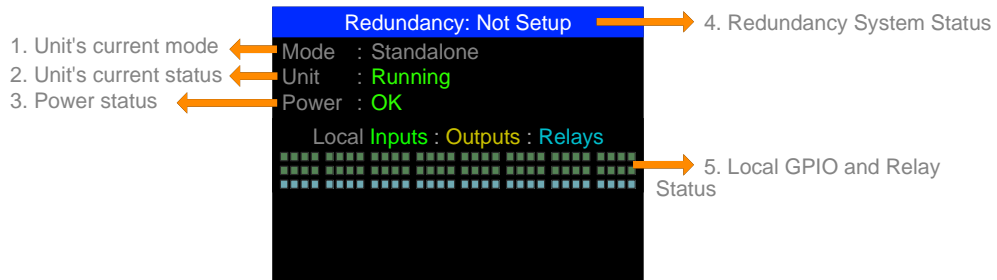 Redundancy: Not Setup
4. Redundancy System Status
1. Unit's current mode
Mode : Standalone
2. Unit's current status
Unit : Running
3. Power status
Power : OK
Local Inputs : Outputs : Relays
5. Local GPIO and Relay
Status